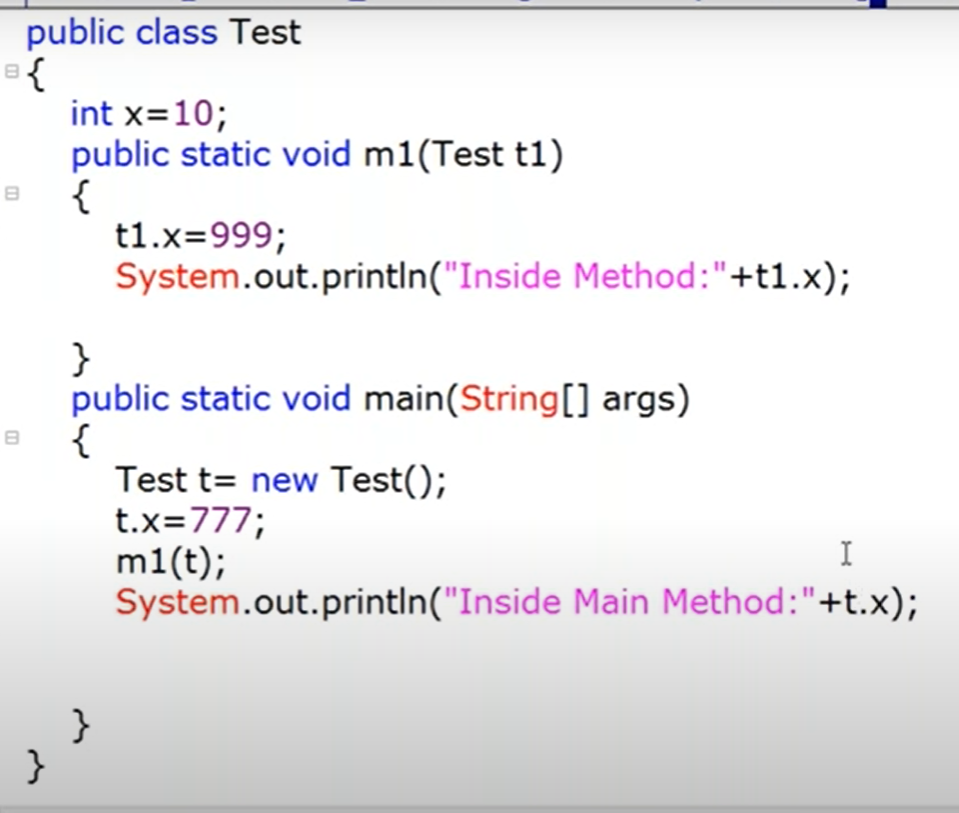 public class Test
{
int x=10;
public static void m1(Test t1)
{
t1.x=999;
System.out.println("Inside Method:"+t1.x);
}
public static void main(String[] args)
{
Test t= new Test();
t.x=777;
m1(t);
System.out.println("Inside Main Method:"+t.x);
}
}